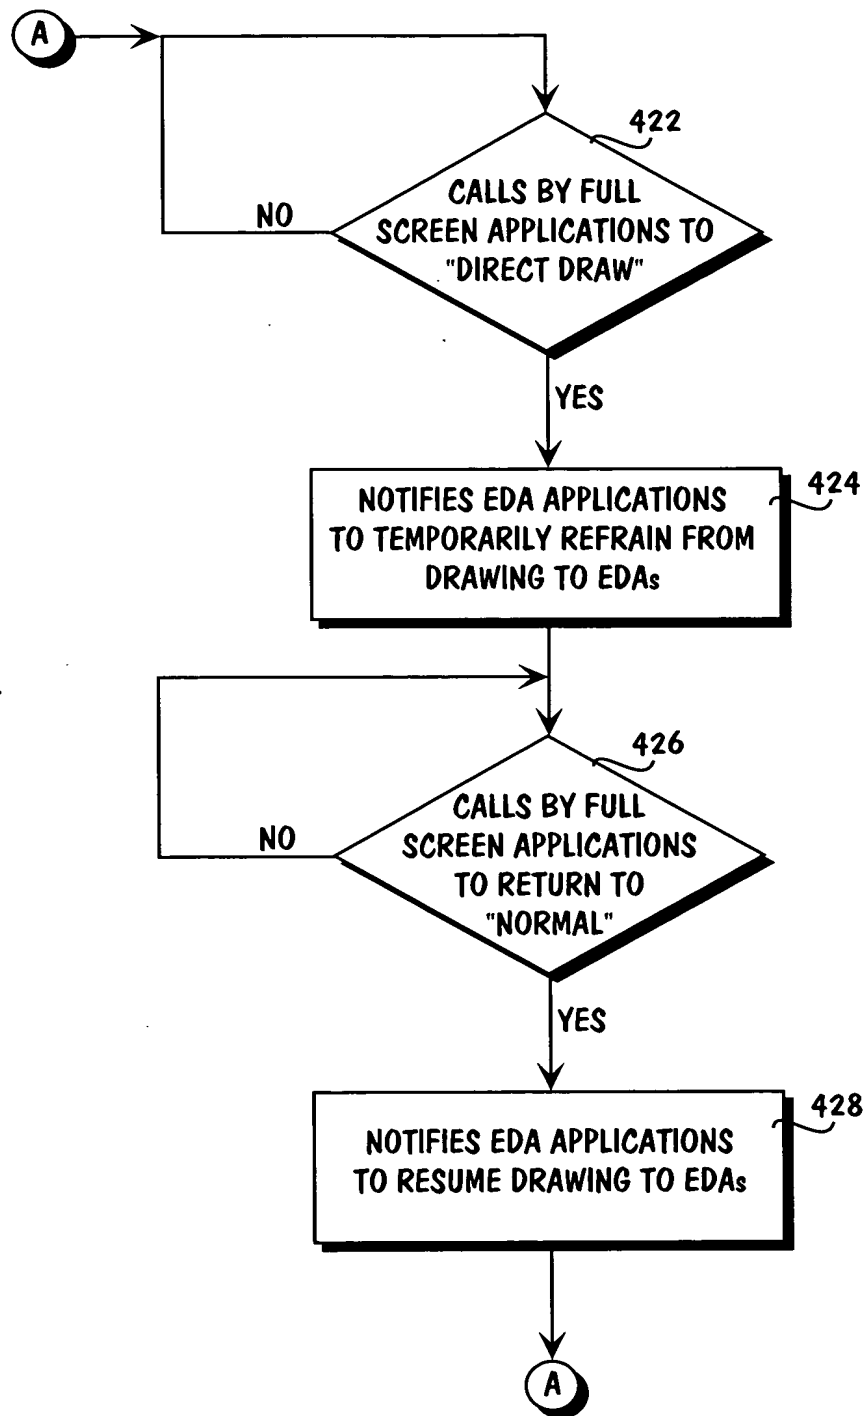 A
422
CALLS BY FULL
SCREEN APPLICATIONS TO
"DIRECT DRAW"
NO
YES
424
NOTIFIES EDA APPLICATIONS
TO TEMPORARILY REFRAIN FROM
DRAWING TO EDAs
426
CALLS BY FULL
SCREEN APPLICATIONS
TO RETURN TO
"NORMAL"
NO
YES
428
NOTIFIES EDA APPLICATIONS
TO RESUME DRAWING TO EDAs
A